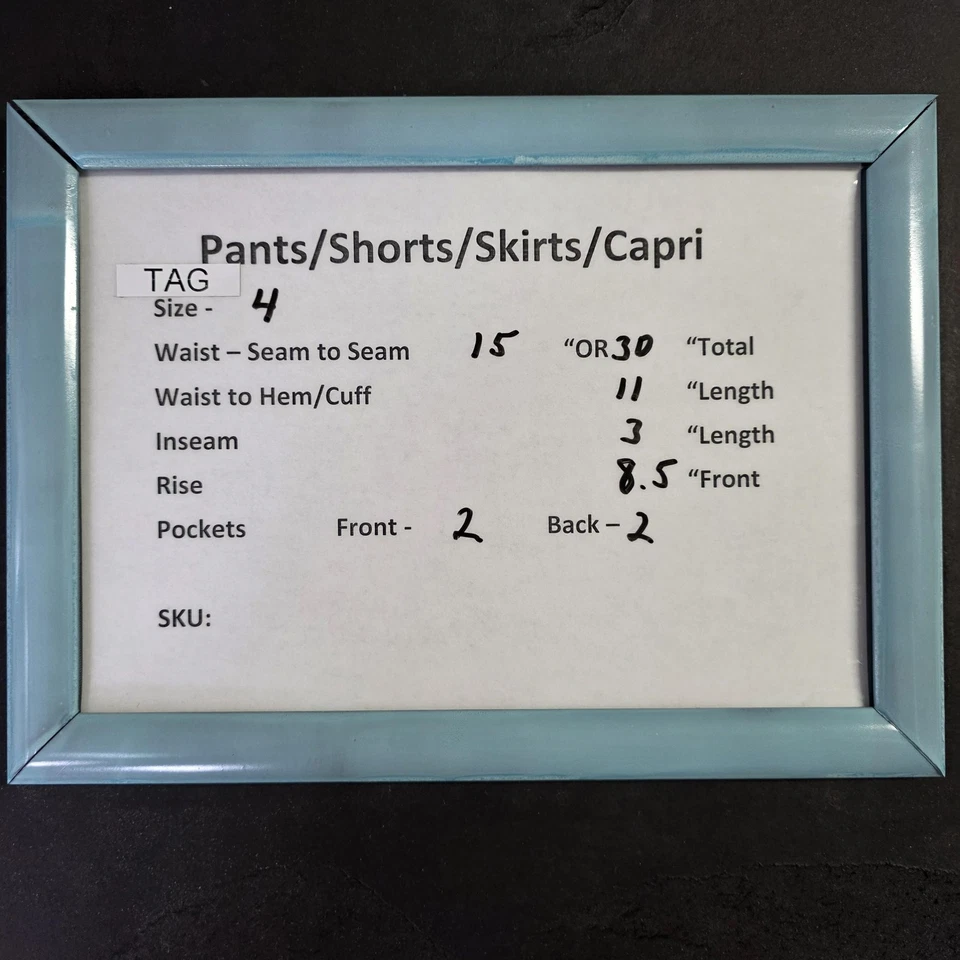 Pants/Shorts/Skirts/Capri
TAG
Size - 4
Waist – Seam to Seam 15 “OR 30 “Total
Waist to Hem/Cuff 11 “Length
Inseam 3 “Length
Rise 8.5 “Front
Pockets Front - 2 Back – 2
SKU: